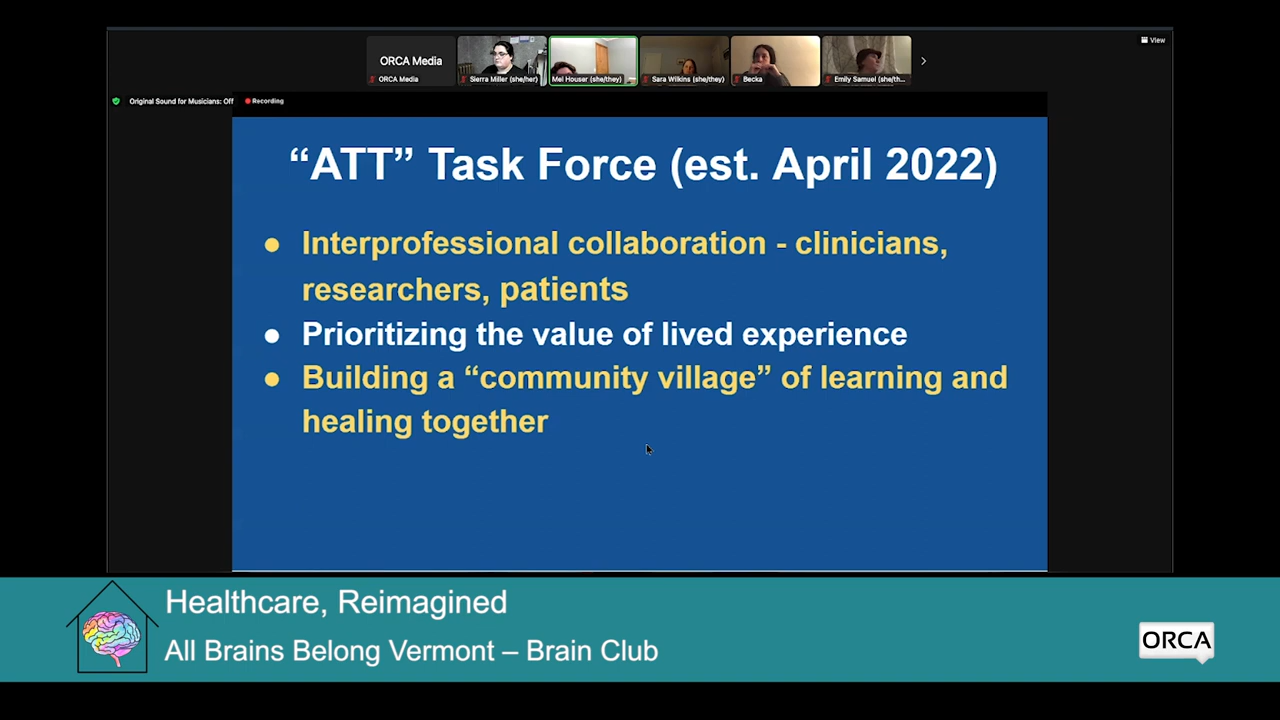 View
ORCA Media
ORCA Media
Sierra Miller (she/her)
Mel Houser (she/they)
Sara Wilkins (she/they)
Becka
Emily Samuel (she/th...
Original Sound for Musicians: Off
Recording
“ATT” Task Force (est. April 2022)
● Interprofessional collaboration - clinicians,
researchers, patients
● Prioritizing the value of lived experience
● Building a “community village” of learning and
healing together
Healthcare, Reimagined
All Brains Belong Vermont – Brain Club
ORCA